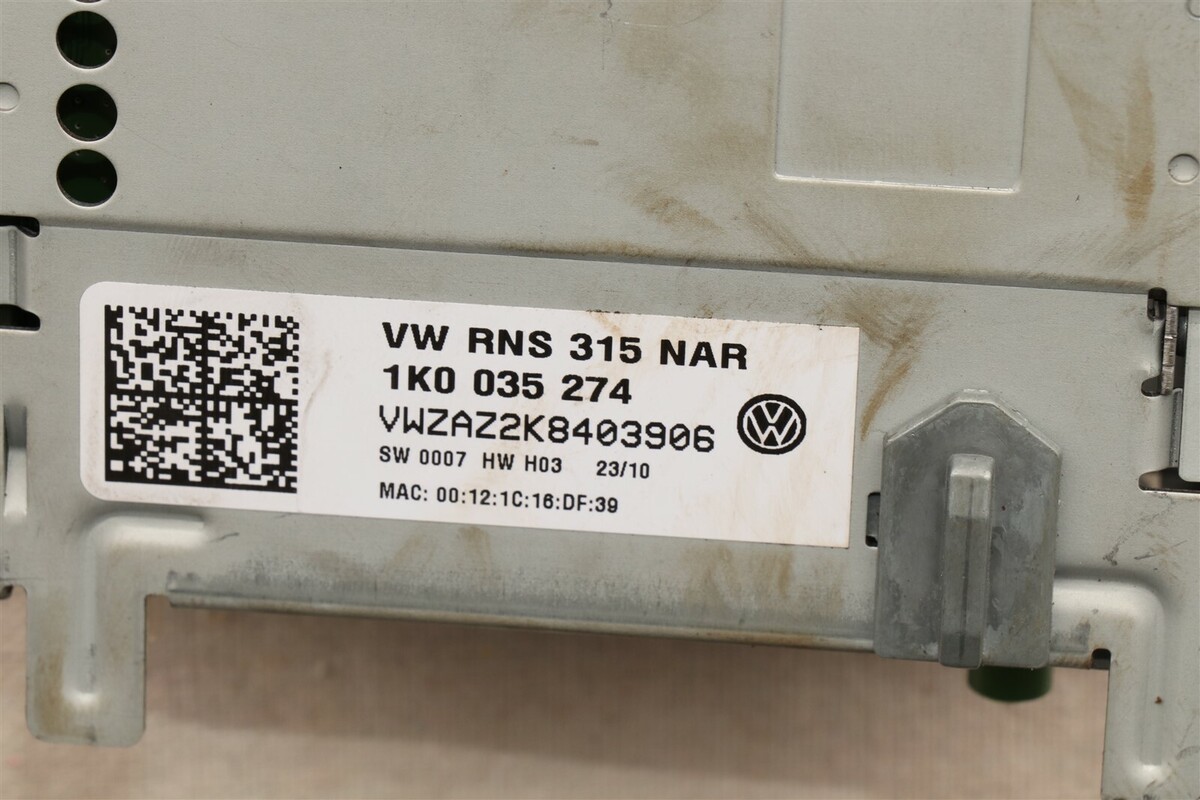 VW RNS 315 NAR
1K0 035 274
VWZAZ2K8403906
SW 0007 HW H03 23/10
MAC: 00:12:1C:16:DF:39